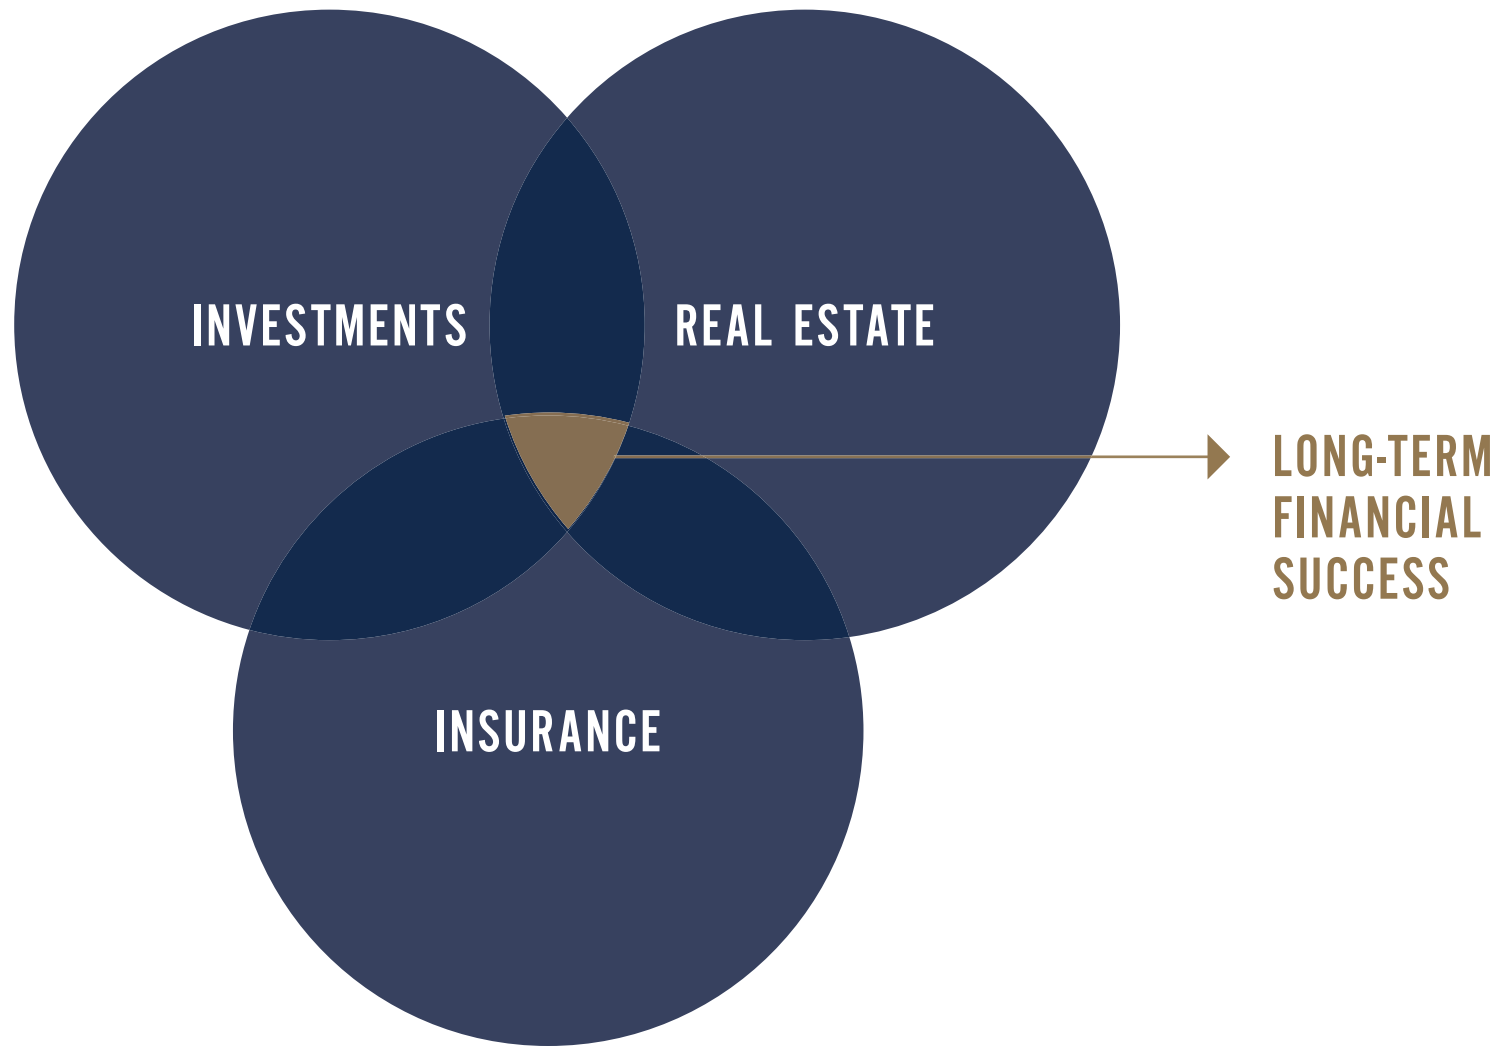 INVESTMENTS
REAL ESTATE
LONG-TERM
FINANCIAL
SUCCESS
INSURANCE